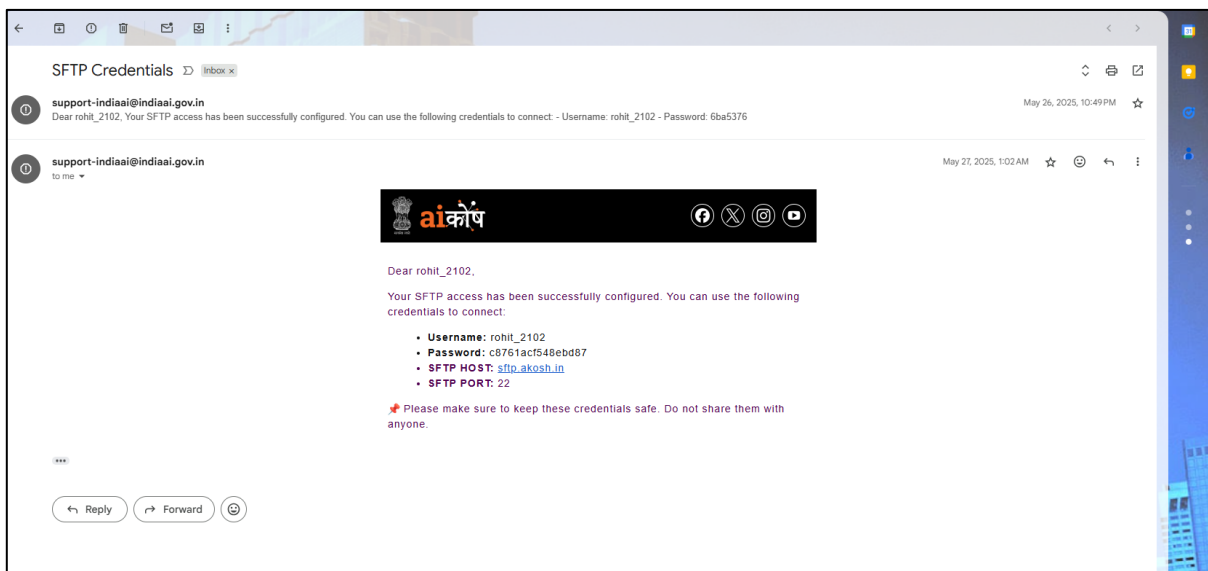 SFTP Credentials
Inbox x
support-indiaai@indiaai.gov.in
May 26, 2025, 10:49 PM
Dear rohit_2102, Your SFTP access has been successfully configured. You can use the following credentials to connect: - Username: rohit_2102 - Password: 6ba5376
support-indiaai@indiaai.gov.in
May 27, 2025, 1:02 AM
to me
aiकोष
Dear rohit_2102,
Your SFTP access has been successfully configured. You can use the following
credentials to connect:
• Username: rohit_2102
• Password: c8761acf548ebd87
• SFTP HOST: sftp.akosh.in
• SFTP PORT: 22
📌 Please make sure to keep these credentials safe. Do not share them with
anyone.
Reply
Forward